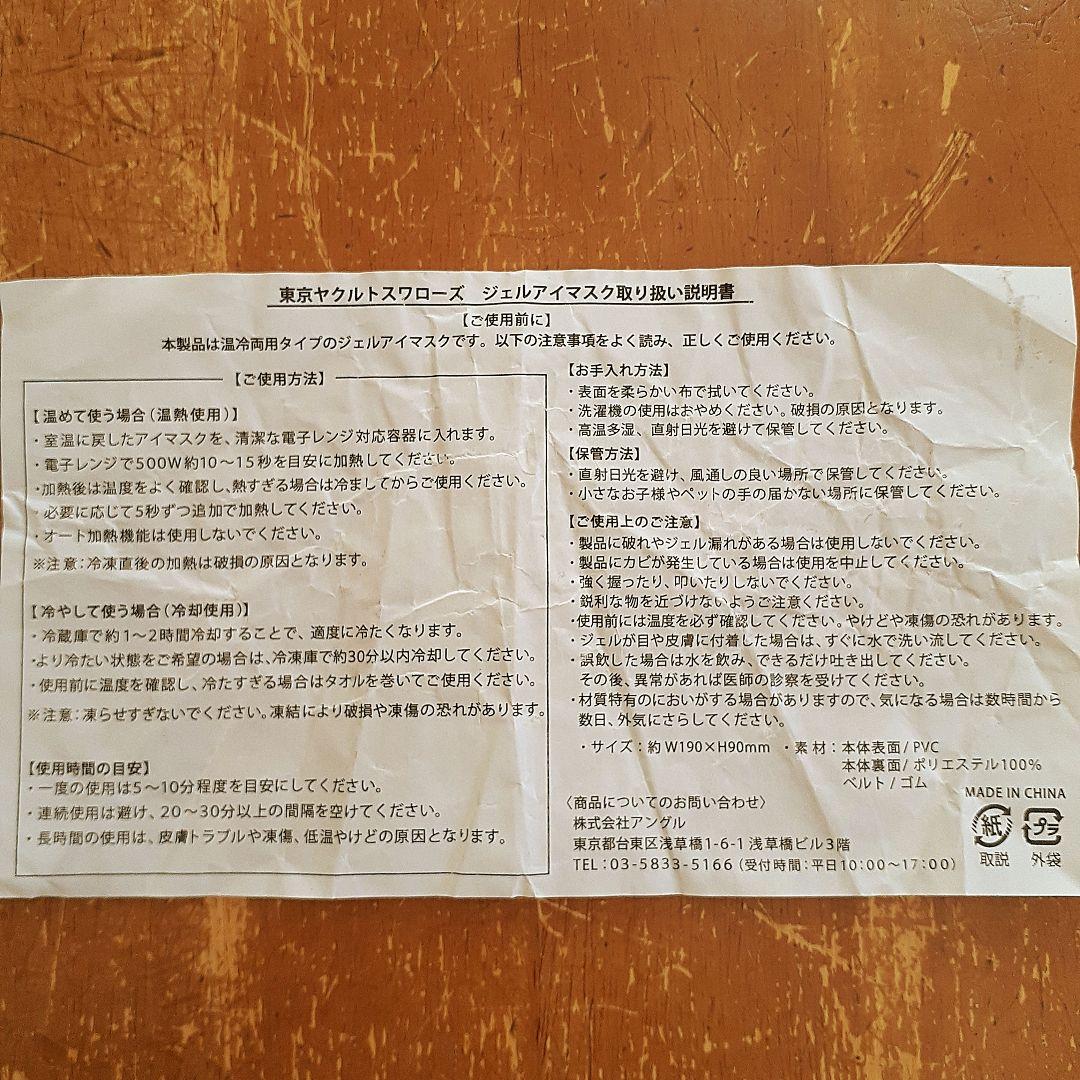 東京ヤクルトスワローズ ジェルアイマスク取り扱い説明書
【ご使用前に】
本製品は温冷両用タイプのジェルアイマスクです。以下の注意事項をよく読み、正しくご使用ください。
【ご使用方法】
【温めて使う場合(温熱使用)】
・室温に戻したアイマスクを、清潔な電子レンジ対応容器に入れます。
・電子レンジで500W約10～15秒を目安に加熱してください。
・加熱後は温度をよく確認し、熱すぎる場合は冷ましてからご使用ください。
・必要に応じて5秒ずつ追加で加熱してください。
・オート加熱機能は使用しないでください。
※注意：冷凍直後の加熱は破損の原因となります。
【冷やして使う場合(冷却使用)】
・冷蔵庫で約1～2時間冷却することで、適度に冷たくなります。
・より冷たい状態をご希望の場合は、冷凍庫で約30分以内冷却してください。
・使用前に温度を確認し、冷たすぎる場合はタオルを巻いてご使用ください。
※注意：凍らせすぎないでください。凍結により破損や凍傷の恐れがあります。
【使用時間の目安】
・一度の使用は5～10分程度を目安にしてください。
・連続使用は避け、20～30分以上の間隔を空けてください。
・長時間の使用は、皮膚トラブルや凍傷、低温やけどの原因となります。
【お手入れ方法】
・表面を柔らかい布で拭いてください。
・洗濯機の使用はおやめください。破損の原因となります。
・高温多湿、直射日光を避けて保管してください。
【保管方法】
・直射日光を避け、風通しの良い場所で保管してください。
・小さなお子様やペットの手の届かない場所に保管してください。
【ご使用上のご注意】
・製品に破れやジェル漏れがある場合は使用しないでください。
・製品にカビが発生している場合は使用を中止してください。
・強く握ったり、叩いたりしないでください。
・鋭利な物を近づけないようご注意ください。
・使用前には温度を必ず確認してください。やけどや凍傷の恐れがあります。
・ジェルが目や皮膚に付着した場合は、すぐに水で洗い流してください。
・誤飲した場合は水を飲み、できるだけ吐き出してください。
その後、異常があれば医師の診察を受けてください。
・材質特有のにおいがする場合がありますので、気になる場合は数時間から
数日、外気にさらしてください。
・サイズ：約 W190×H90mm ・素材：本体表面/PVC
本体裏面/ポリエステル100%
ベルト/ゴム
〈商品についてのお問い合わせ〉
株式会社アングル
東京都台東区浅草橋1-6-1 浅草橋ビル3階
TEL：03-5833-5166 (受付時間：平日10:00～17:00)
MADE IN CHINA
紙 プラ
取説 外袋